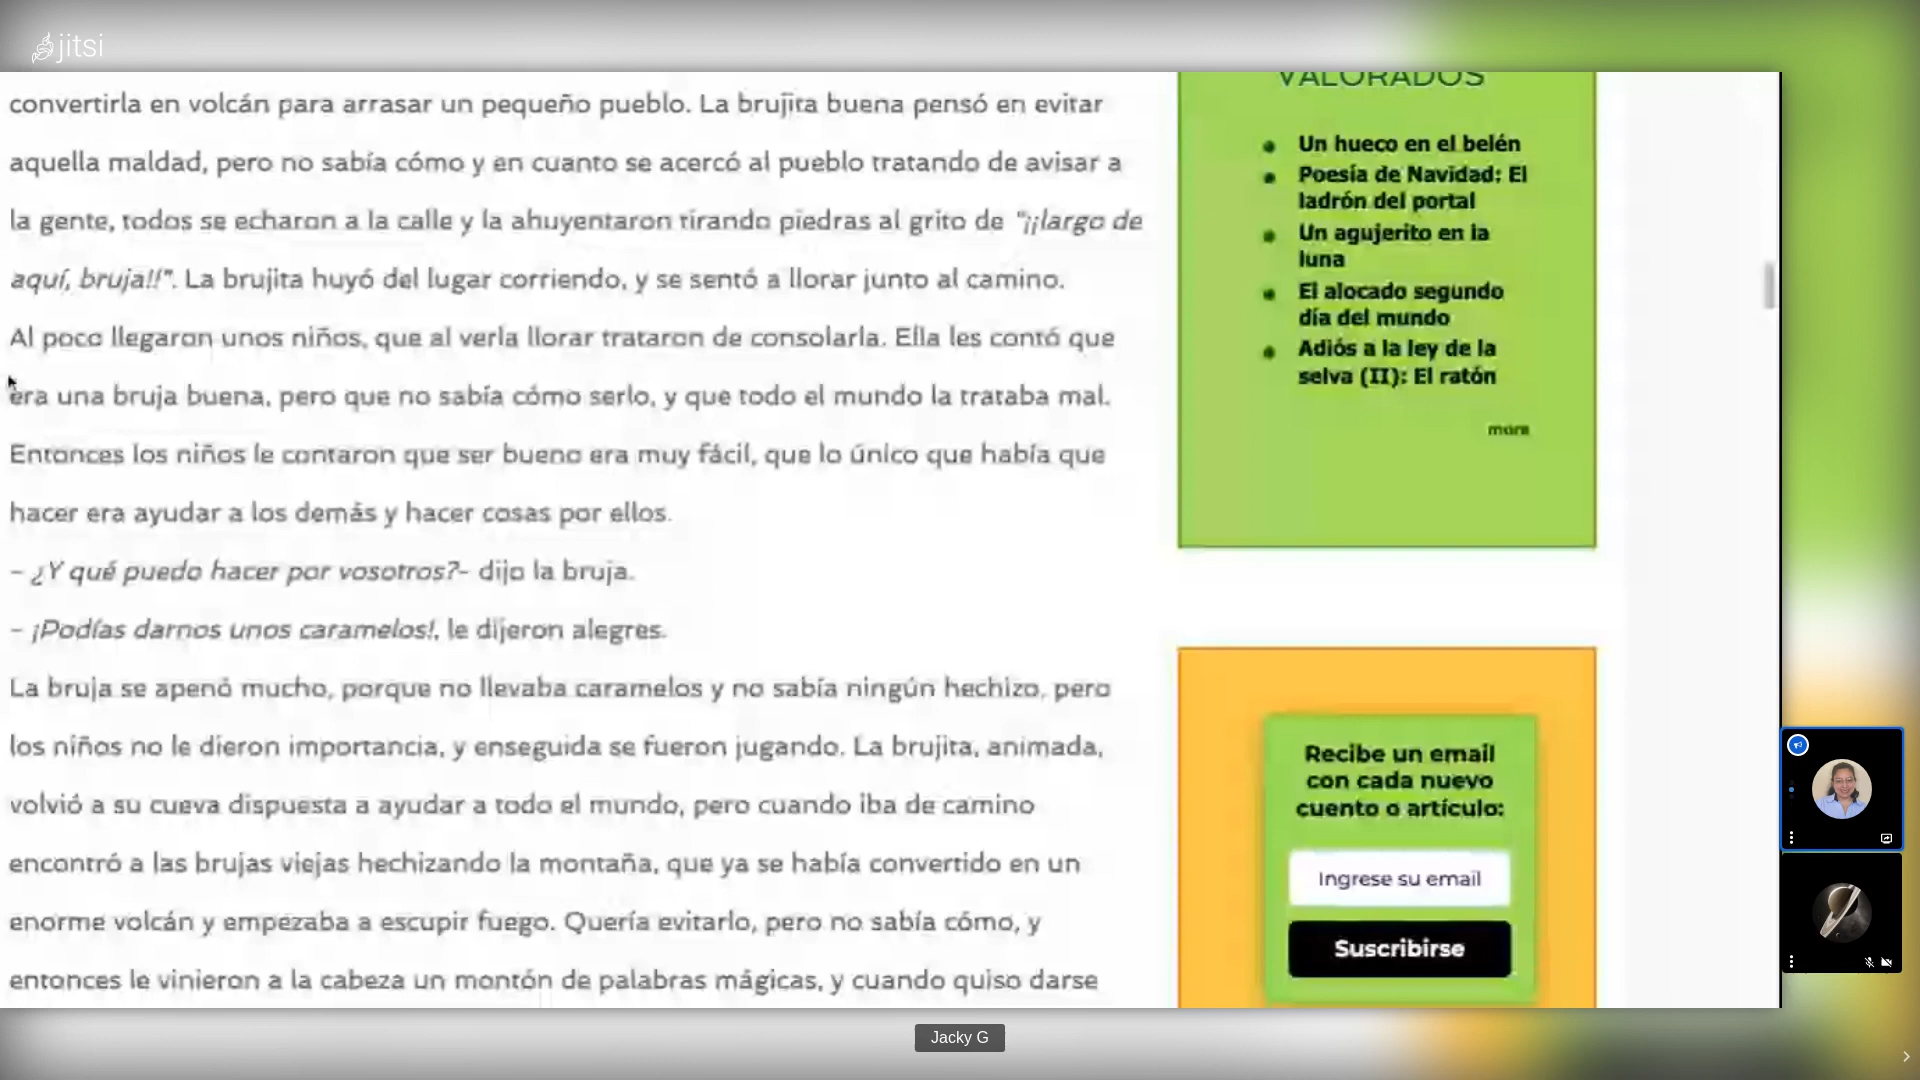 jitsi
convertirla en volcán para arrasar un pequeño pueblo. La brujita buena pensó en evitar
aquella maldad, pero no sabía cómo y en cuanto se acercó al pueblo tratando de avisar a
la gente, todos se echaron a la calle y la ahuyentaron tirando piedras al grito de "¡¡largo de
aquí, bruja!!". La brujita huyó del lugar corriendo, y se sentó a llorar junto al camino.
Al poco llegaron unos niños, que al verla llorar trataron de consolarla. Ella les contó que
era una bruja buena, pero que no sabía cómo serlo, y que todo el mundo la trataba mal.
Entonces los niños le contaron que ser bueno era muy fácil, que lo único que había que
hacer era ayudar a los demás y hacer cosas por ellos.
– ¿Y qué puedo hacer por vosotros?– dijo la bruja.
– ¡Podías darnos unos caramelos!, le dijeron alegres.
La bruja se apenó mucho, porque no llevaba caramelos y no sabía ningún hechizo, pero
los niños no le dieron importancia, y enseguida se fueron jugando. La brujita, animada,
volvió a su cueva dispuesta a ayudar a todo el mundo, pero cuando iba de camino
encontró a las brujas viejas hechizando la montaña, que ya se había convertido en un
enorme volcán y empezaba a escupir fuego. Quería evitarlo, pero no sabía cómo, y
entonces le vinieron a la cabeza un montón de palabras mágicas, y cuando quiso darse
VALORADOS
Un hueco en el belén
Poesía de Navidad: El
ladrón del portal
Un agujerito en la
luna
El alocado segundo
día del mundo
Adiós a la ley de la
selva (II): El ratón
more
Recibe un email
con cada nuevo
cuento o artículo:
Ingrese su email
Suscribirse
Jacky G